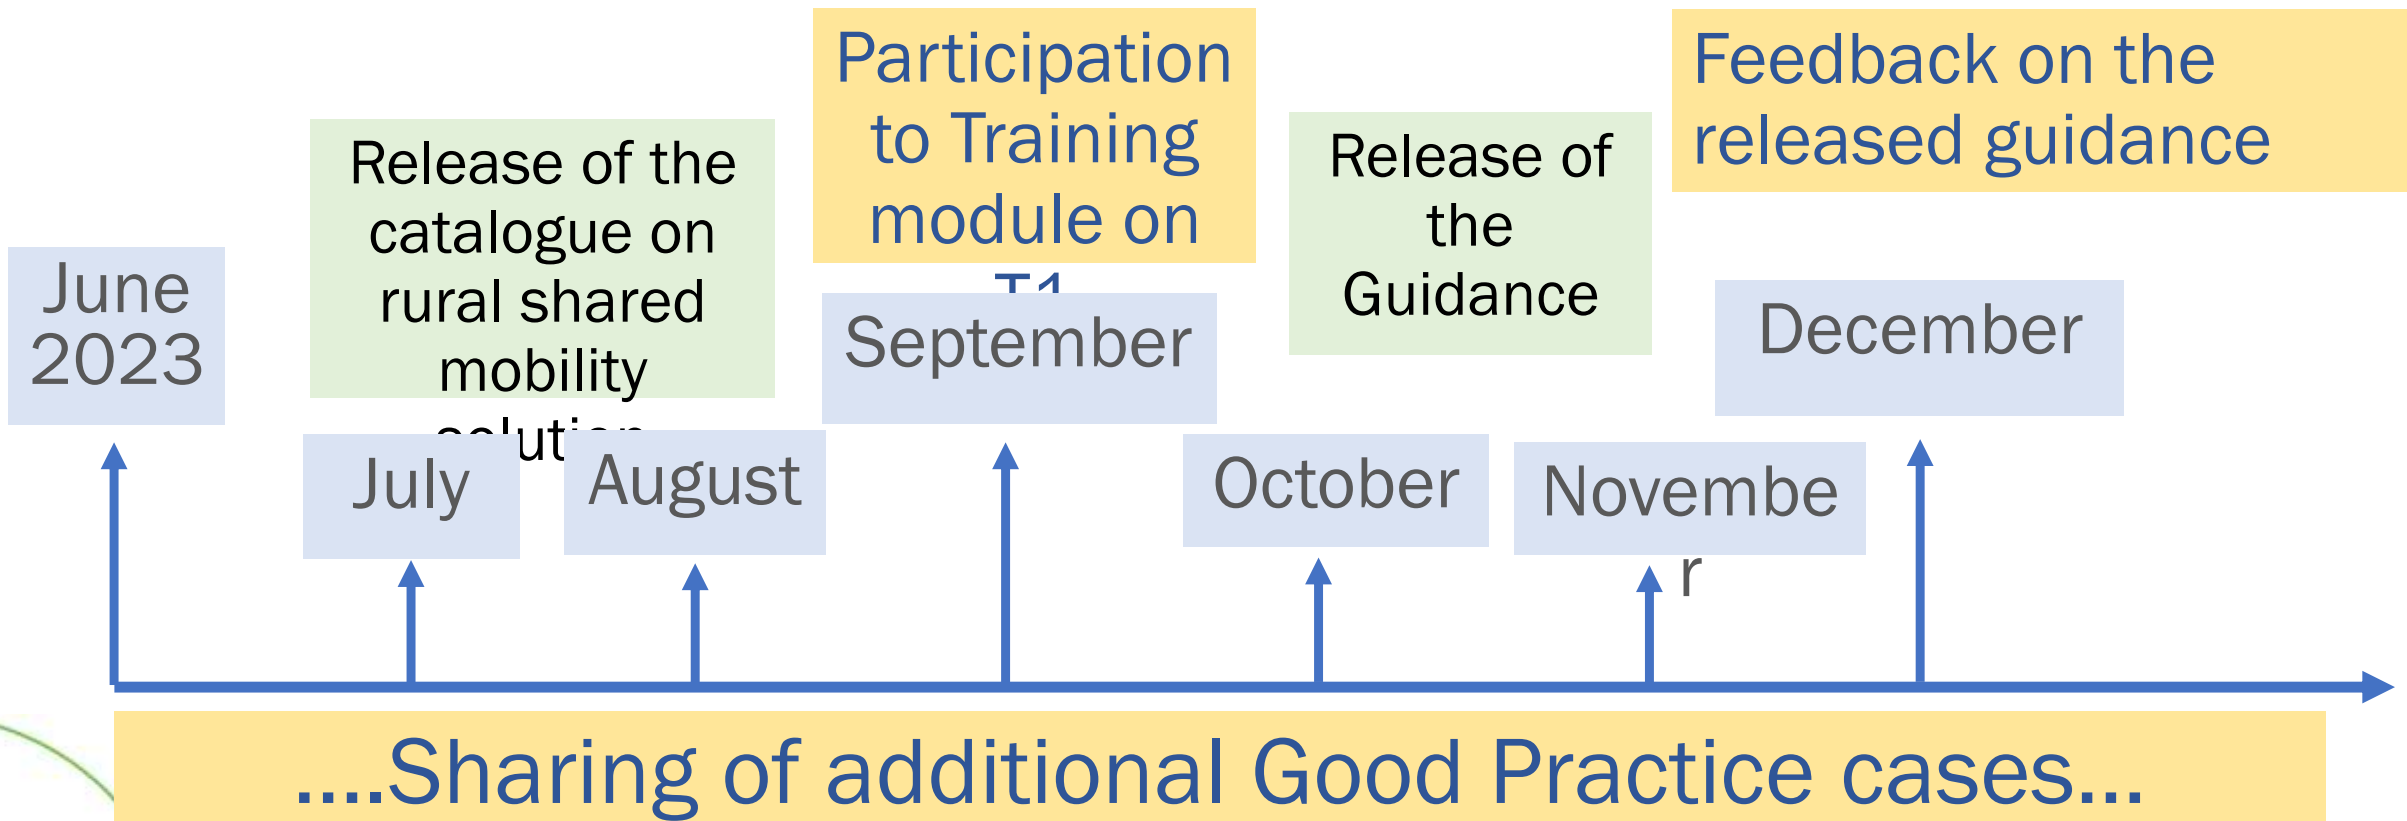 June
2023
Release of the
catalogue on
rural shared
mobility
July
August
Participation
to Training
module on
T1
September
Release of
the
Guidance
October
Novembe
r
Feedback on the
released guidance
December
....Sharing of additional Good Practice cases...